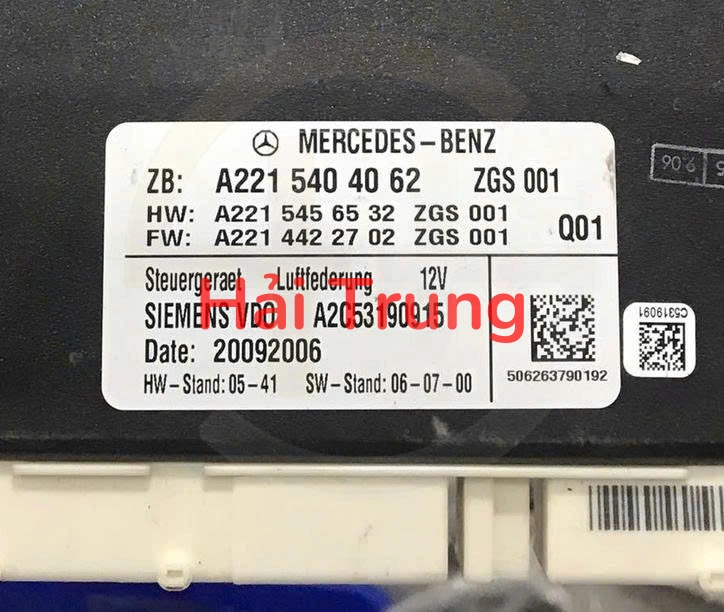 MERCEDES-BENZ
ZB: A221 540 40 62 ZGS 001
HW: A221 545 65 32 ZGS 001
FW: A221 442 27 02 ZGS 001
Q01
Steuergeraet Luftfederung 12V
SIEMENS VDO A2C53190915
Hải Trung
Date: 20092006
HW-Stand: 05-41 SW-Stand: 06-07-00
506263790192
C5319091
906